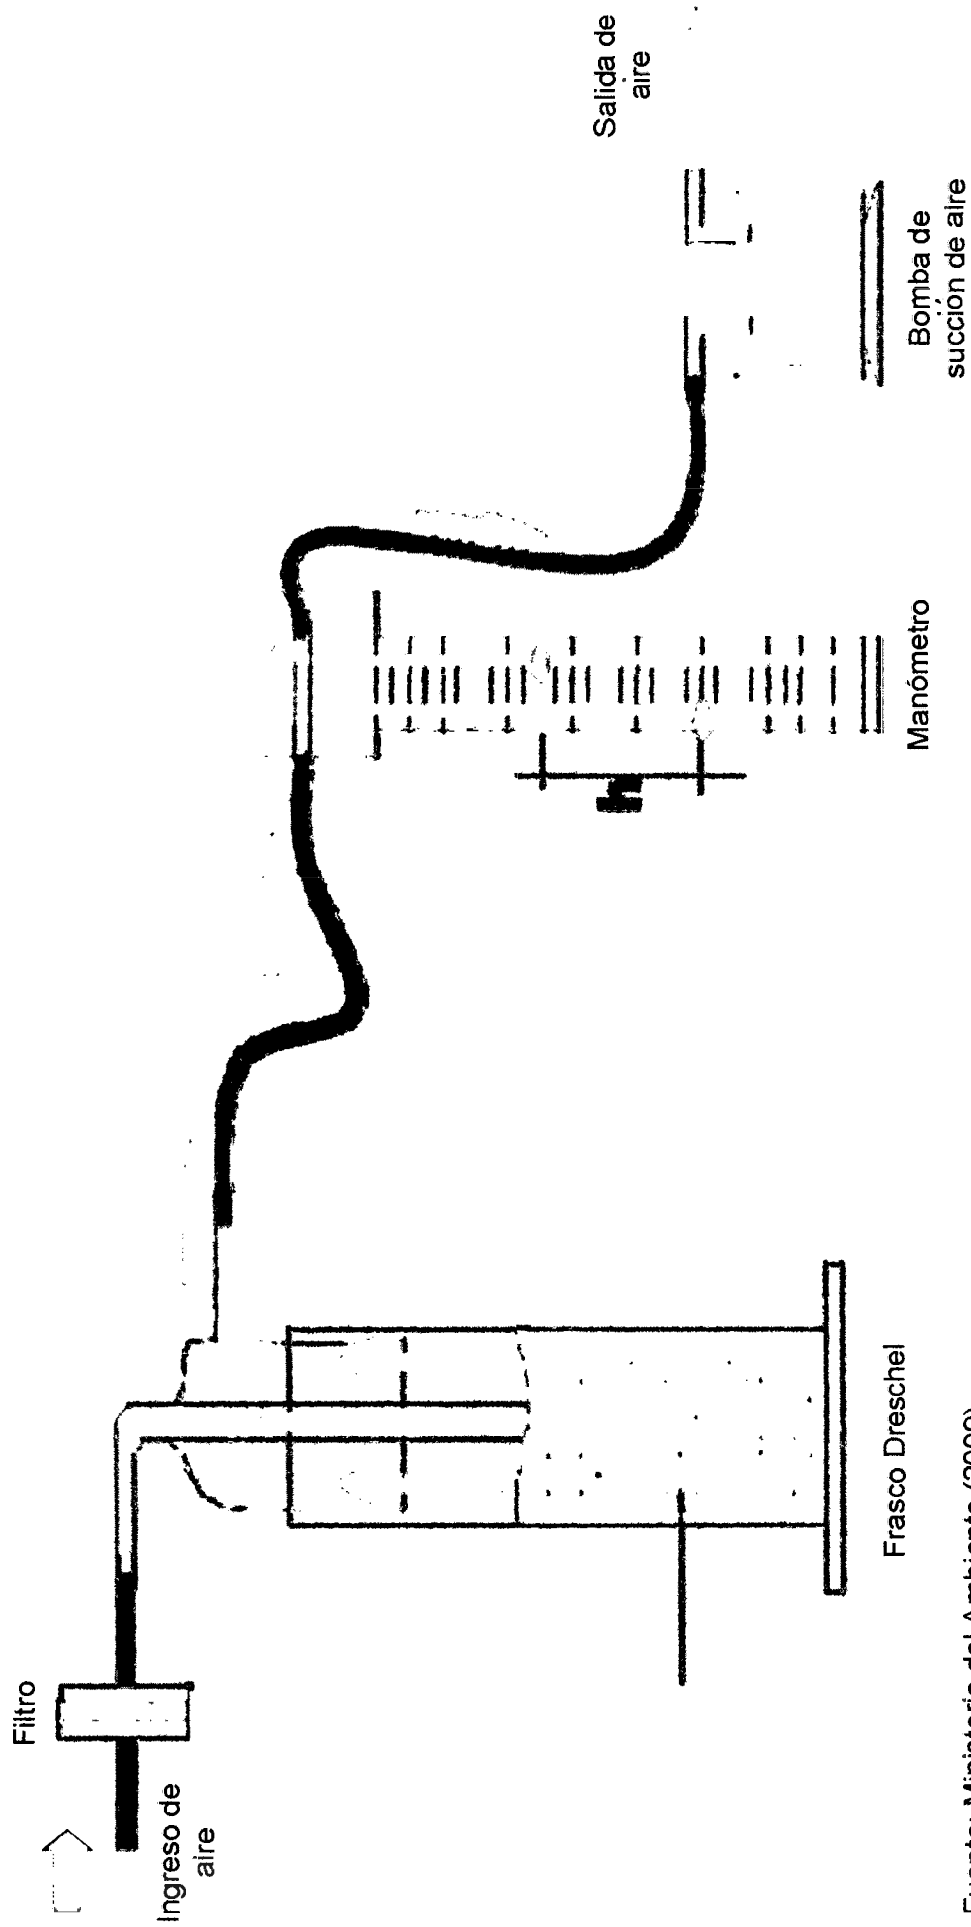 Filtro
Ingreso de
aire
Frasco Dreschel
Manómetro
Salida de
aire
Bomba de
succión de aire
Fuente: Ministerio del Ambiente (2009)